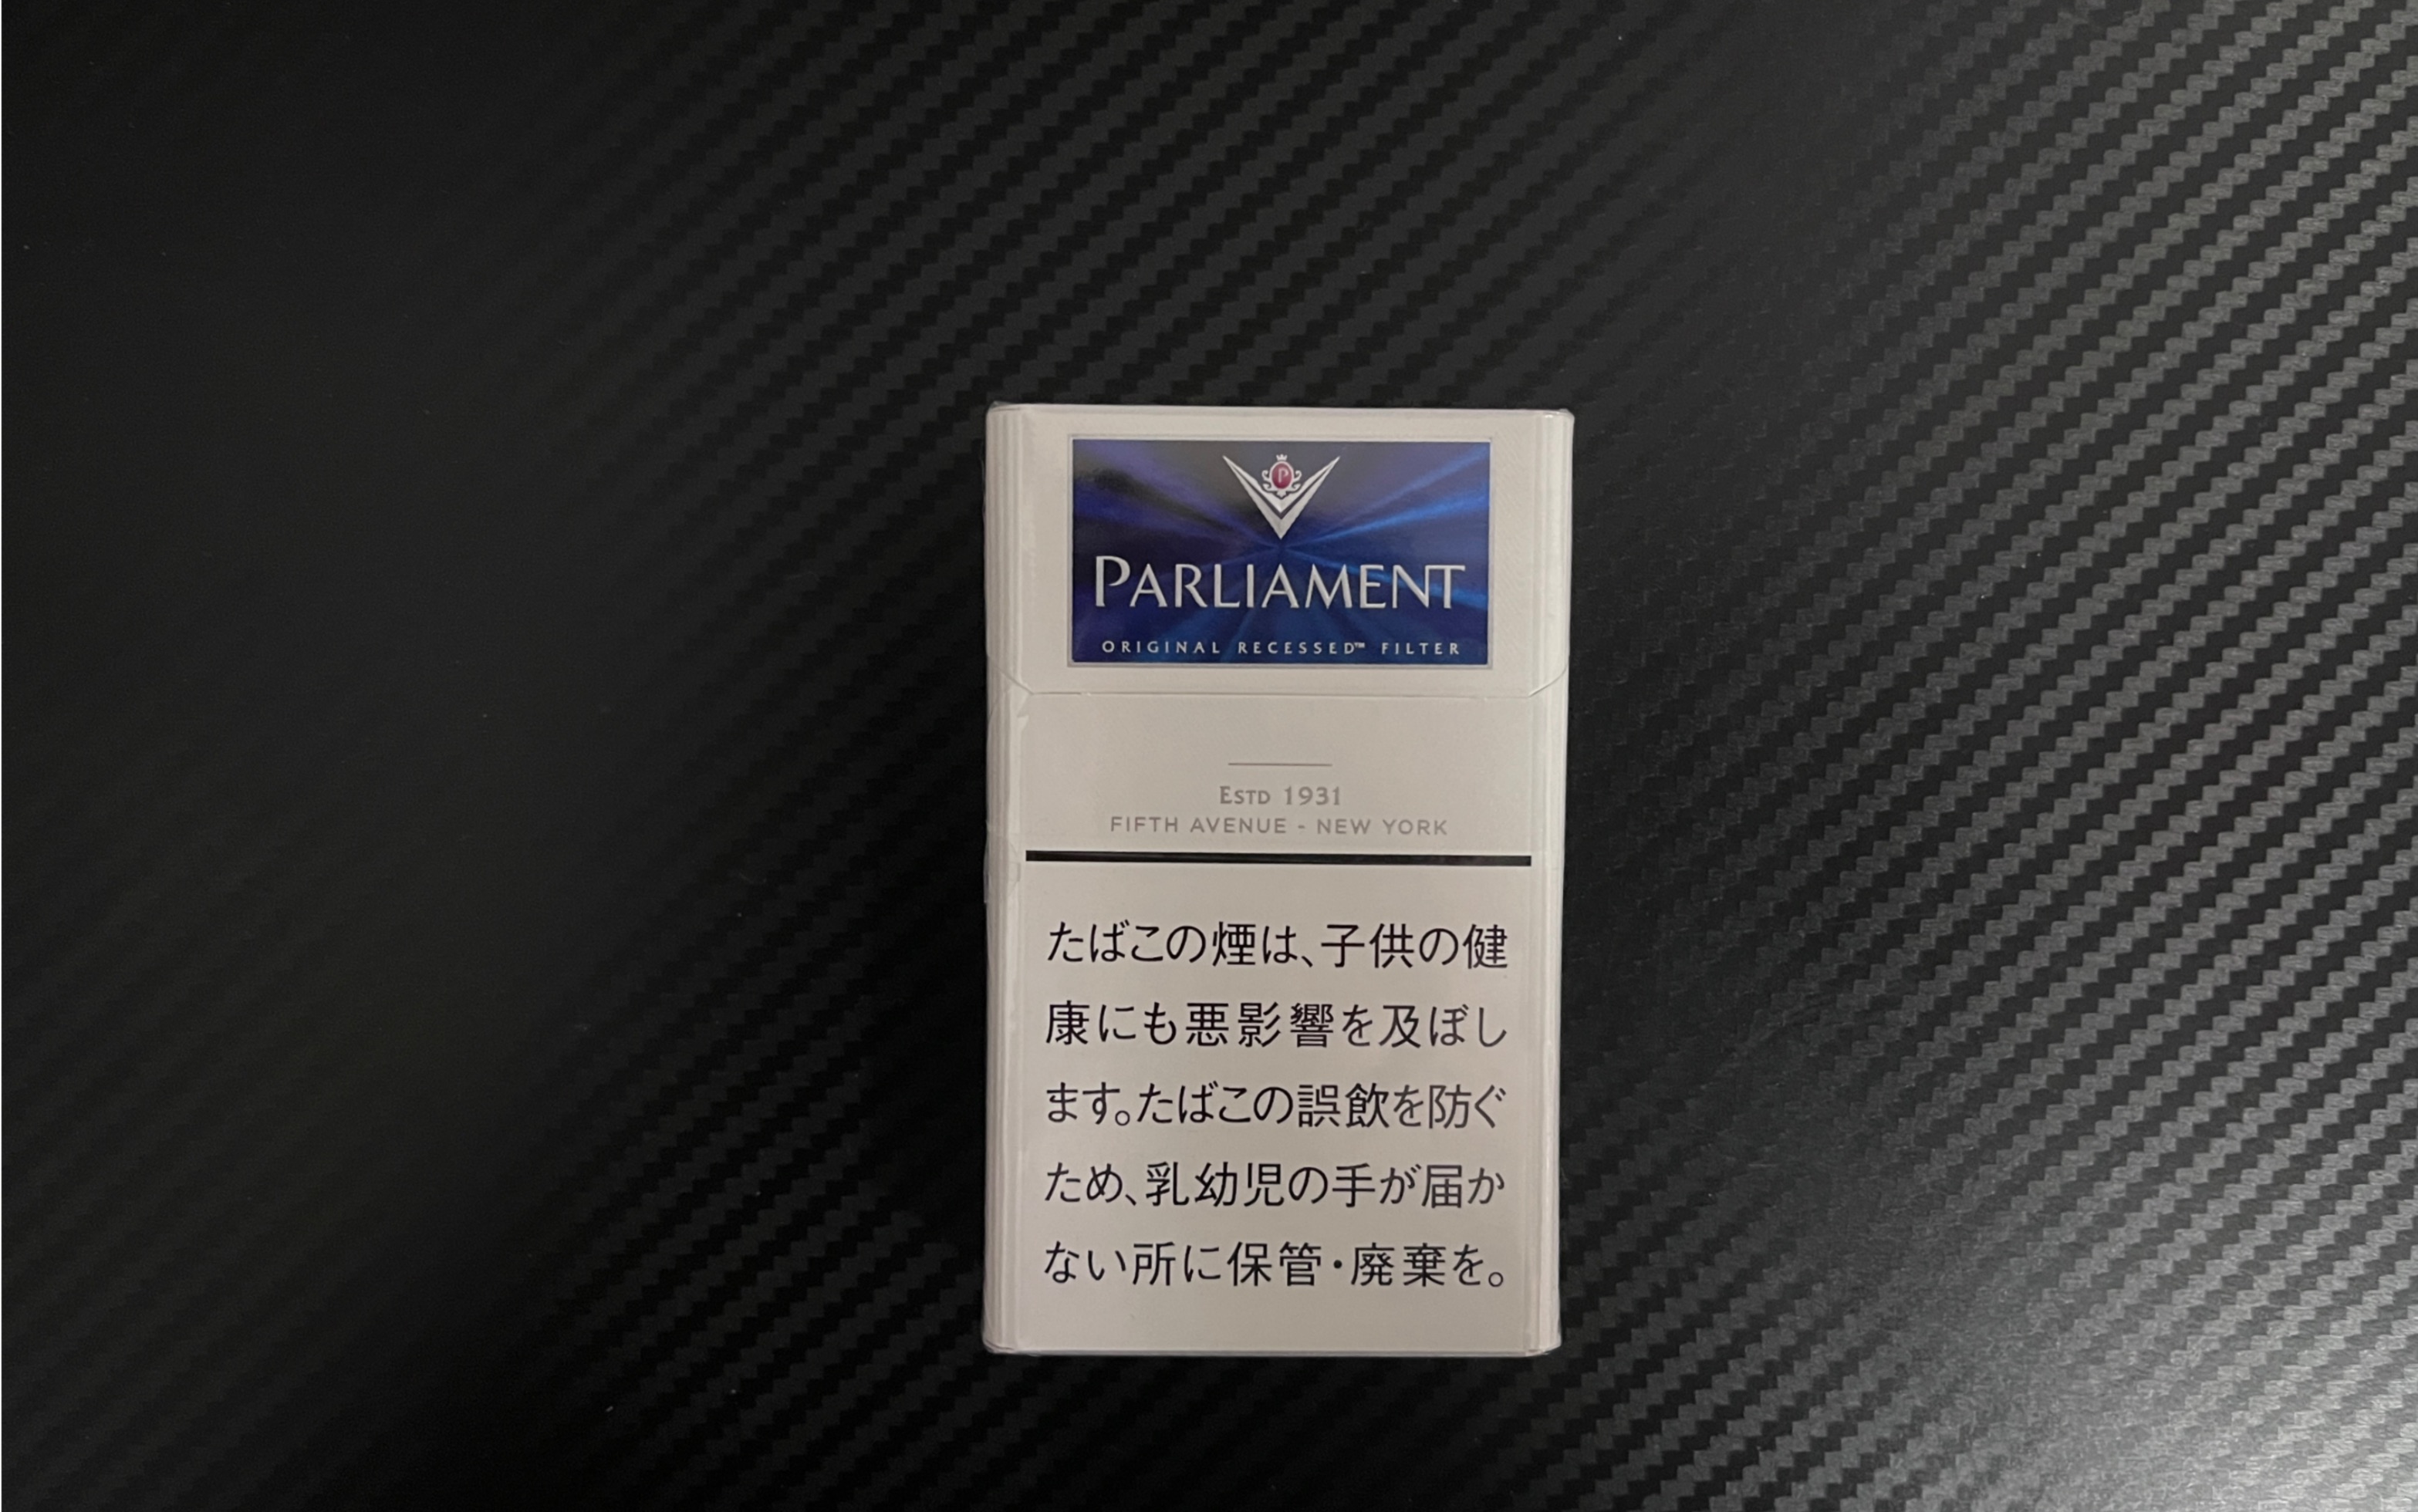 P
PARLIAMENT
ORIGINAL RECESSED™ FILTER
ESTD 1931
FIFTH AVENUE - NEW YORK
たばこの煙は、子供の健
康にも悪影響を及ぼし
ます。たばこの誤飲を防ぐ
ため、乳幼児の手が届か
ない所に保管・廃棄を。